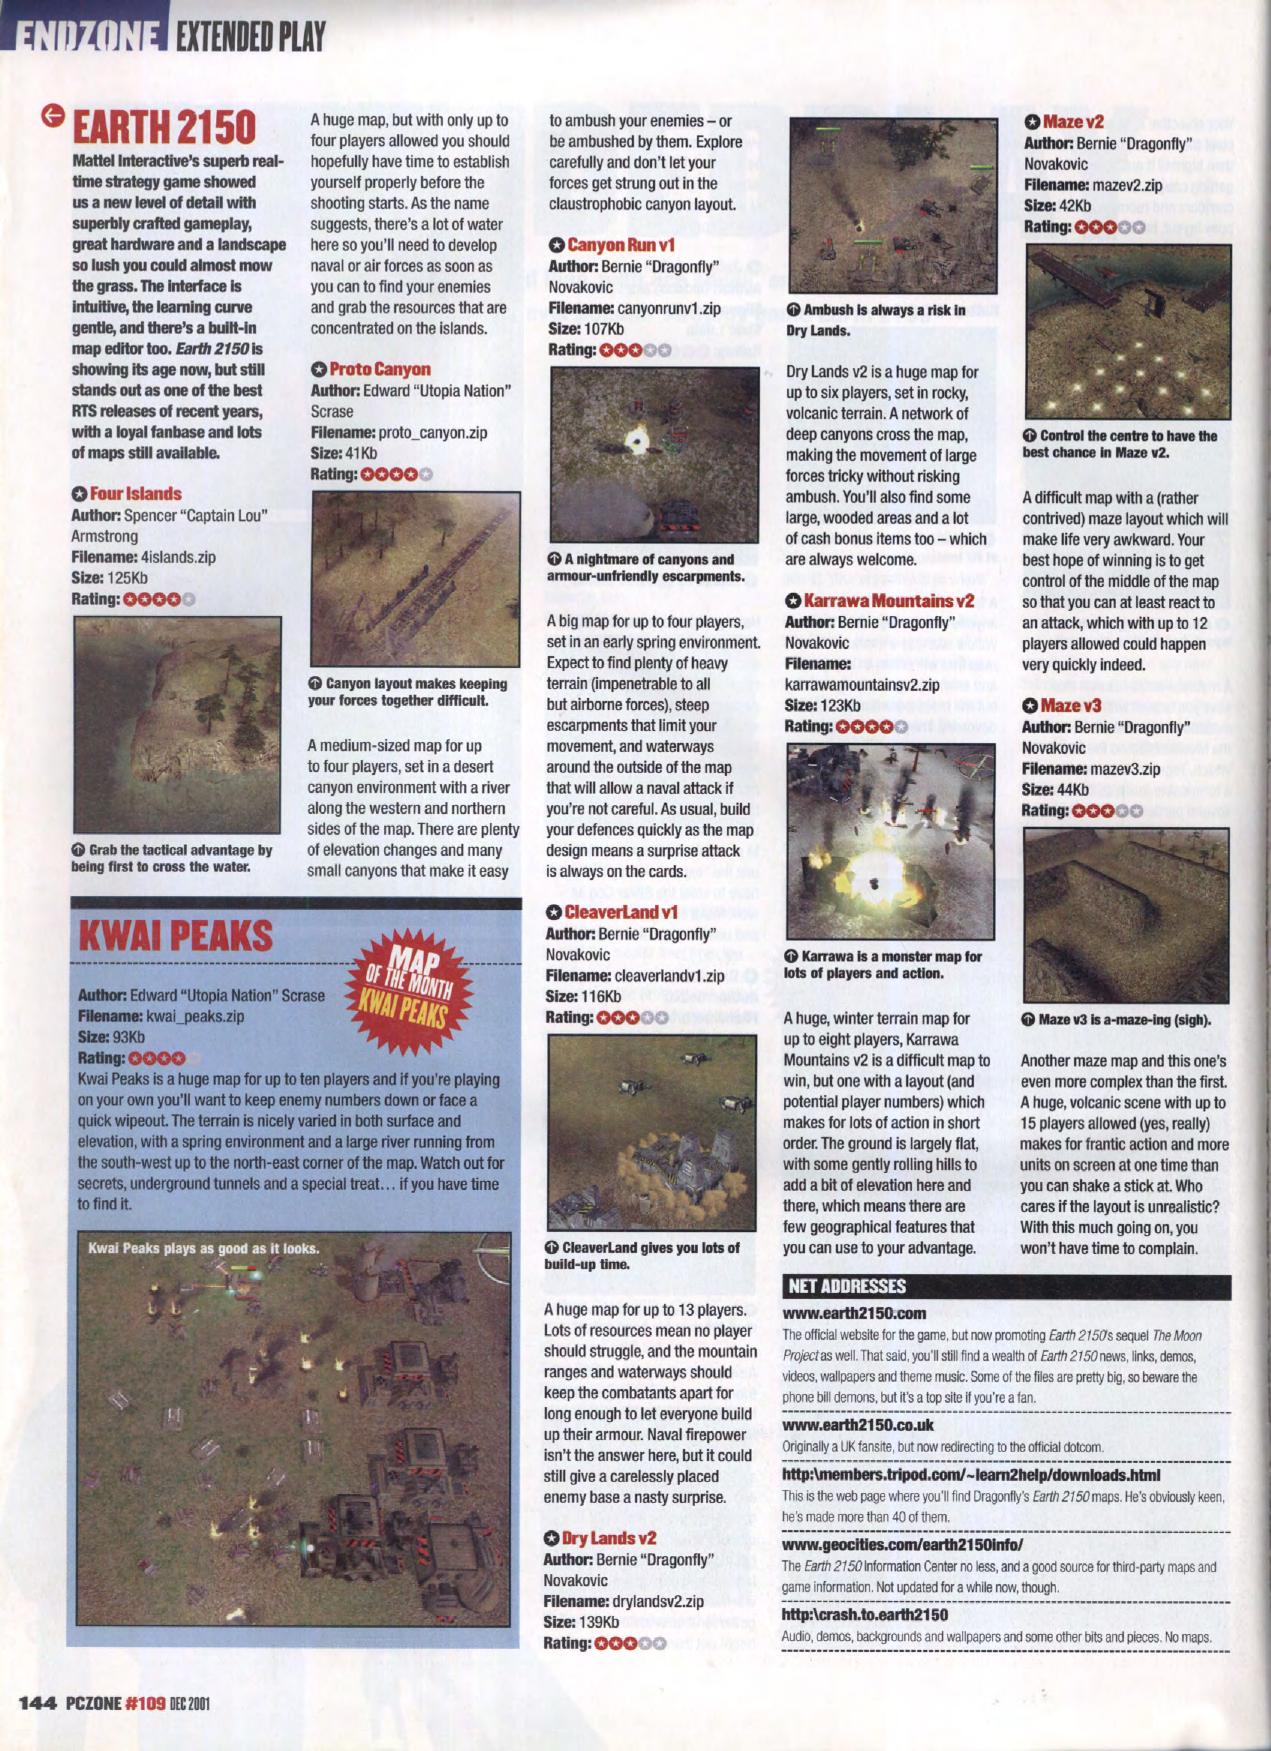 ENDZONE EXTENDED PLAY
EARTH 2150
Mattel Interactive's superb real-
time strategy game showed
us a new level of detail with
superbly crafted gameplay,
great hardware and a landscape
so lush you could almost mow
the grass. The interface is
intuitive, the learning curve
gentle, and there's a built-in
map editor too. Earth 2150 is
showing its age now, but still
stands out as one of the best
RTS releases of recent years,
with a loyal fanbase and lots
of maps still available.
Four Islands
Author: Spencer "Captain Lou"
Armstrong
Filename: 4islands.zip
Size: 125Kb
Rating:
Grab the tactical advantage by
being first to cross the water.
A huge map, but with only up to
four players allowed you should
hopefully have time to establish
yourself properly before the
shooting starts. As the name
suggests, there's a lot of water
here so you'll need to develop
naval or air forces as soon as
you can to find your enemies
and grab the resources that are
concentrated on the islands.
Proto Canyon
Author: Edward "Utopia Nation"
Scrase
Filename: proto_canyon.zip
Size: 41Kb
Rating:
Canyon layout makes keeping
your forces together difficult.
A medium-sized map for up
to four players, set in a desert
canyon environment with a river
along the western and northern
sides of the map. There are plenty
of elevation changes and many
small canyons that make it easy
to ambush your enemies – or
be ambushed by them. Explore
carefully and don't let your
forces get strung out in the
claustrophobic canyon layout.
Canyon Run v1
Author: Bernie "Dragonfly"
Novakovic
Filename: canyonrunv1.zip
Size: 107Kb
Rating:
A nightmare of canyons and
armour-unfriendly escarpments.
A big map for up to four players,
set in an early spring environment.
Expect to find plenty of heavy
terrain (impenetrable to all
but airborne forces), steep
escarpments that limit your
movement, and waterways
around the outside of the map
that will allow a naval attack if
you're not careful. As usual, build
your defences quickly as the map
design means a surprise attack
is always on the cards.
CleaverLand v1
Author: Bernie "Dragonfly"
Novakovic
Filename: cleaverlandv1.zip
Size: 116Kb
Rating:
CleaverLand gives you lots of
build-up time.
A huge map for up to 13 players.
Lots of resources mean no player
should struggle, and the mountain
ranges and waterways should
keep the combatants apart for
long enough to let everyone build
up their armour. Naval firepower
isn't the answer here, but it could
still give a carelessly placed
enemy base a nasty surprise.
Dry Lands v2
Author: Bernie "Dragonfly"
Novakovic
Filename: drylandsv2.zip
Size: 139Kb
Rating:
Ambush is always a risk in
Dry Lands.
Dry Lands v2 is a huge map for
up to six players, set in rocky,
volcanic terrain. A network of
deep canyons cross the map,
making the movement of large
forces tricky without risking
ambush. You'll also find some
large, wooded areas and a lot
of cash bonus items too – which
are always welcome.
Karrawa Mountains v2
Author: Bernie "Dragonfly"
Novakovic
Filename:
karrawamountainsv2.zip
Size: 123Kb
Rating:
Karrawa is a monster map for
lots of players and action.
A huge, winter terrain map for
up to eight players, Karrawa
Mountains v2 is a difficult map to
win, but one with a layout (and
potential player numbers) which
makes for lots of action in short
order. The ground is largely flat,
with some gently rolling hills to
add a bit of elevation here and
there, which means there are
few geographical features that
you can use to your advantage.
Maze v2
Author: Bernie "Dragonfly"
Novakovic
Filename: mazev2.zip
Size: 42Kb
Rating:
Control the centre to have the
best chance in Maze v2.
A difficult map with a (rather
contrived) maze layout which will
make life very awkward. Your
best hope of winning is to get
control of the middle of the map
so that you can at least react to
an attack, which with up to 12
players allowed could happen
very quickly indeed.
Maze v3
Author: Bernie "Dragonfly"
Novakovic
Filename: mazev3.zip
Size: 44Kb
Rating:
Maze v3 is a-maze-ing (sigh).
Another maze map and this one's
even more complex than the first.
A huge, volcanic scene with up to
15 players allowed (yes, really)
makes for frantic action and more
units on screen at one time than
you can shake a stick at. Who
cares if the layout is unrealistic?
With this much going on, you
won't have time to complain.
KWAI PEAKS
MAP
OF THE MONTH
KWAI PEAKS
Author: Edward "Utopia Nation" Scrase
Filename: kwai_peaks.zip
Size: 93Kb
Rating:
Kwai Peaks is a huge map for up to ten players and if you're playing
on your own you'll want to keep enemy numbers down or face a
quick wipeout. The terrain is nicely varied in both surface and
elevation, with a spring environment and a large river running from
the south-west up to the north-east corner of the map. Watch out for
secrets, underground tunnels and a special treat... if you have time
to find it.
Kwai Peaks plays as good as it looks.
NET ADDRESSES
www.earth2150.com
The official website for the game, but now promoting Earth 2150's sequel The Moon
Project as well. That said, you'll still find a wealth of Earth 2150 news, links, demos,
videos, wallpapers and theme music. Some of the files are pretty big, so beware the
phone bill demons, but it's a top site if you're a fan.
www.earth2150.co.uk
Originally a UK fansite, but now redirecting to the official dotcom.
http:\members.tripod.com/~learn2help/downloads.html
This is the web page where you'll find Dragonfly's Earth 2150 maps. He's obviously keen,
he's made more than 40 of them.
www.geocities.com/earth2150info/
The Earth 2150 Information Center no less, and a good source for third-party maps and
game information. Not updated for a while now, though.
http:\crash.to.earth2150
Audio, demos, backgrounds and wallpapers and some other bits and pieces. No maps.
144 PCZONE #109 DEC 2001